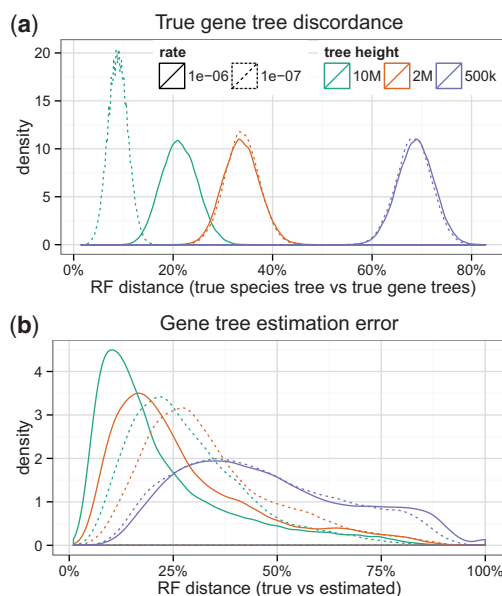 (a) True gene tree discordance
rate
1e−06 1e−07
tree height
10M 2M 500k
density
20
15
10
5
0
0% 20% 40% 60% 80%
RF distance (true species tree vs true gene trees)
(b) Gene tree estimation error
density
4
3
2
1
0
0% 25% 50% 75% 100%
RF distance (true vs estimated)